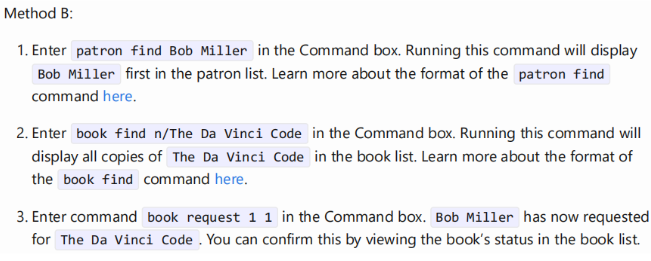 Method B:
1. Enter patron find Bob Miller in the Command box. Running this command will display
Bob Miller first in the patron list. Learn more about the format of the patron find
command here.
2. Enter book find n/The Da Vinci Code in the Command box. Running this command will
display all copies of The Da Vinci Code in the book list. Learn more about the format of
the book find command here.
3. Enter command book request 1 1 in the Command box. Bob Miller has now requested
for The Da Vinci Code. You can confirm this by viewing the book's status in the book list.